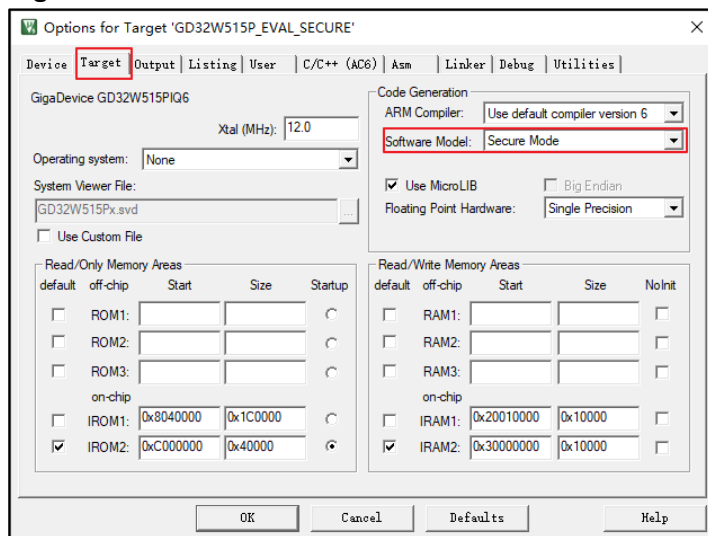 Options for Target 'GD32W515P_EVAL_SECURE'
Device Target Output Listing User C/C++ (AC6) Asm Linker Debug Utilities
GigaDevice GD32W515PIQ6
Xtal (MHz): 12.0
Operating system: None
System Viewer File:
GD32W515Px.svd ...
Use Custom File
Code Generation
ARM Compiler: Use default compiler version 6
Software Model: Secure Mode
Use MicroLIB Big Endian
Floating Point Hardware: Single Precision
Read/Only Memory Areas
default off-chip Start Size Startup
ROM1:
ROM2:
ROM3:
on-chip
IROM1: 0x8040000 0x1C0000
IROM2: 0xC000000 0x40000
Read/Write Memory Areas
default off-chip Start Size NoInit
RAM1:
RAM2:
RAM3:
on-chip
IRAM1: 0x20010000 0x10000
IRAM2: 0x30000000 0x10000
OK Cancel Defaults Help